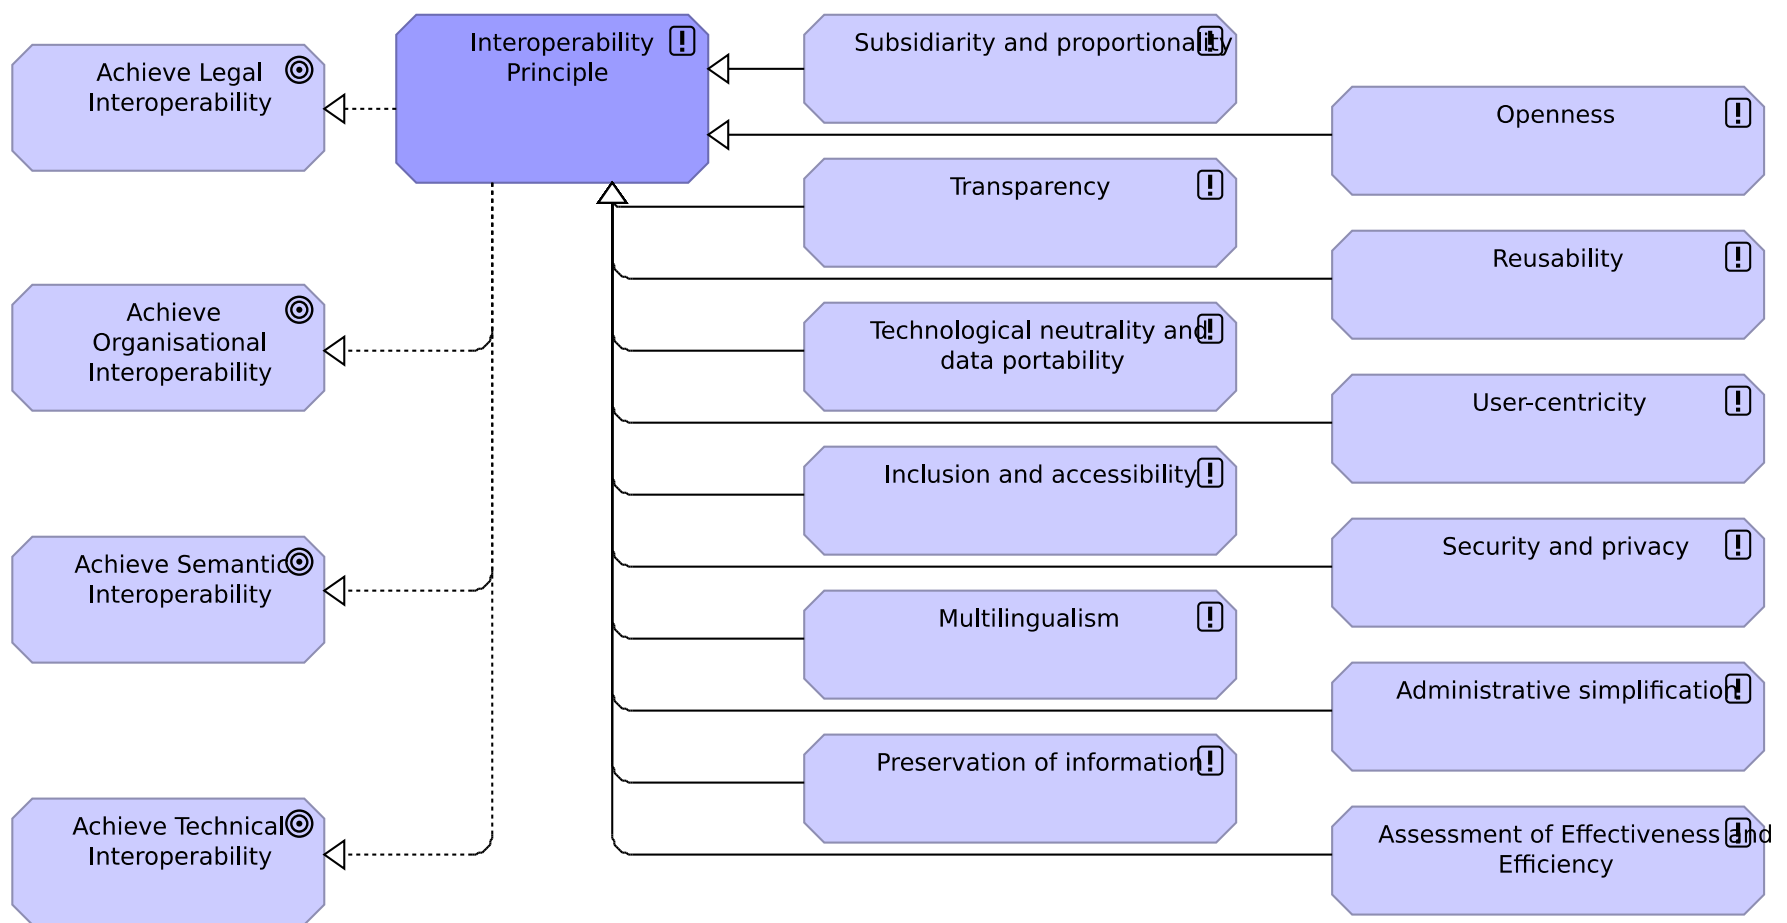 Achieve Legal
Interoperability
Achieve
Organisational
Interoperability
Achieve Semantic
Interoperability
Achieve Technical
Interoperability
Interoperability
Principle
Subsidiarity and proportionality
Openness
Transparency
Reusability
Technological neutrality and
data portability
User-centricity
Inclusion and accessibility
Security and privacy
Multilingualism
Administrative simplification
Preservation of information
Assessment of Effectiveness and
Efficiency